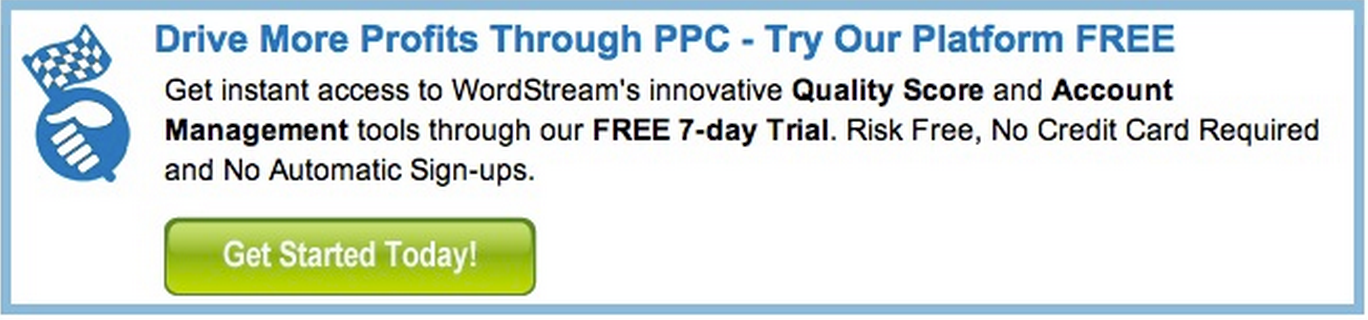 Drive More Profits Through PPC - Try Our Platform FREE
Get instant access to WordStream's innovative Quality Score and Account
Management tools through our FREE 7-day Trial. Risk Free, No Credit Card Required
and No Automatic Sign-ups.
Get Started Today!